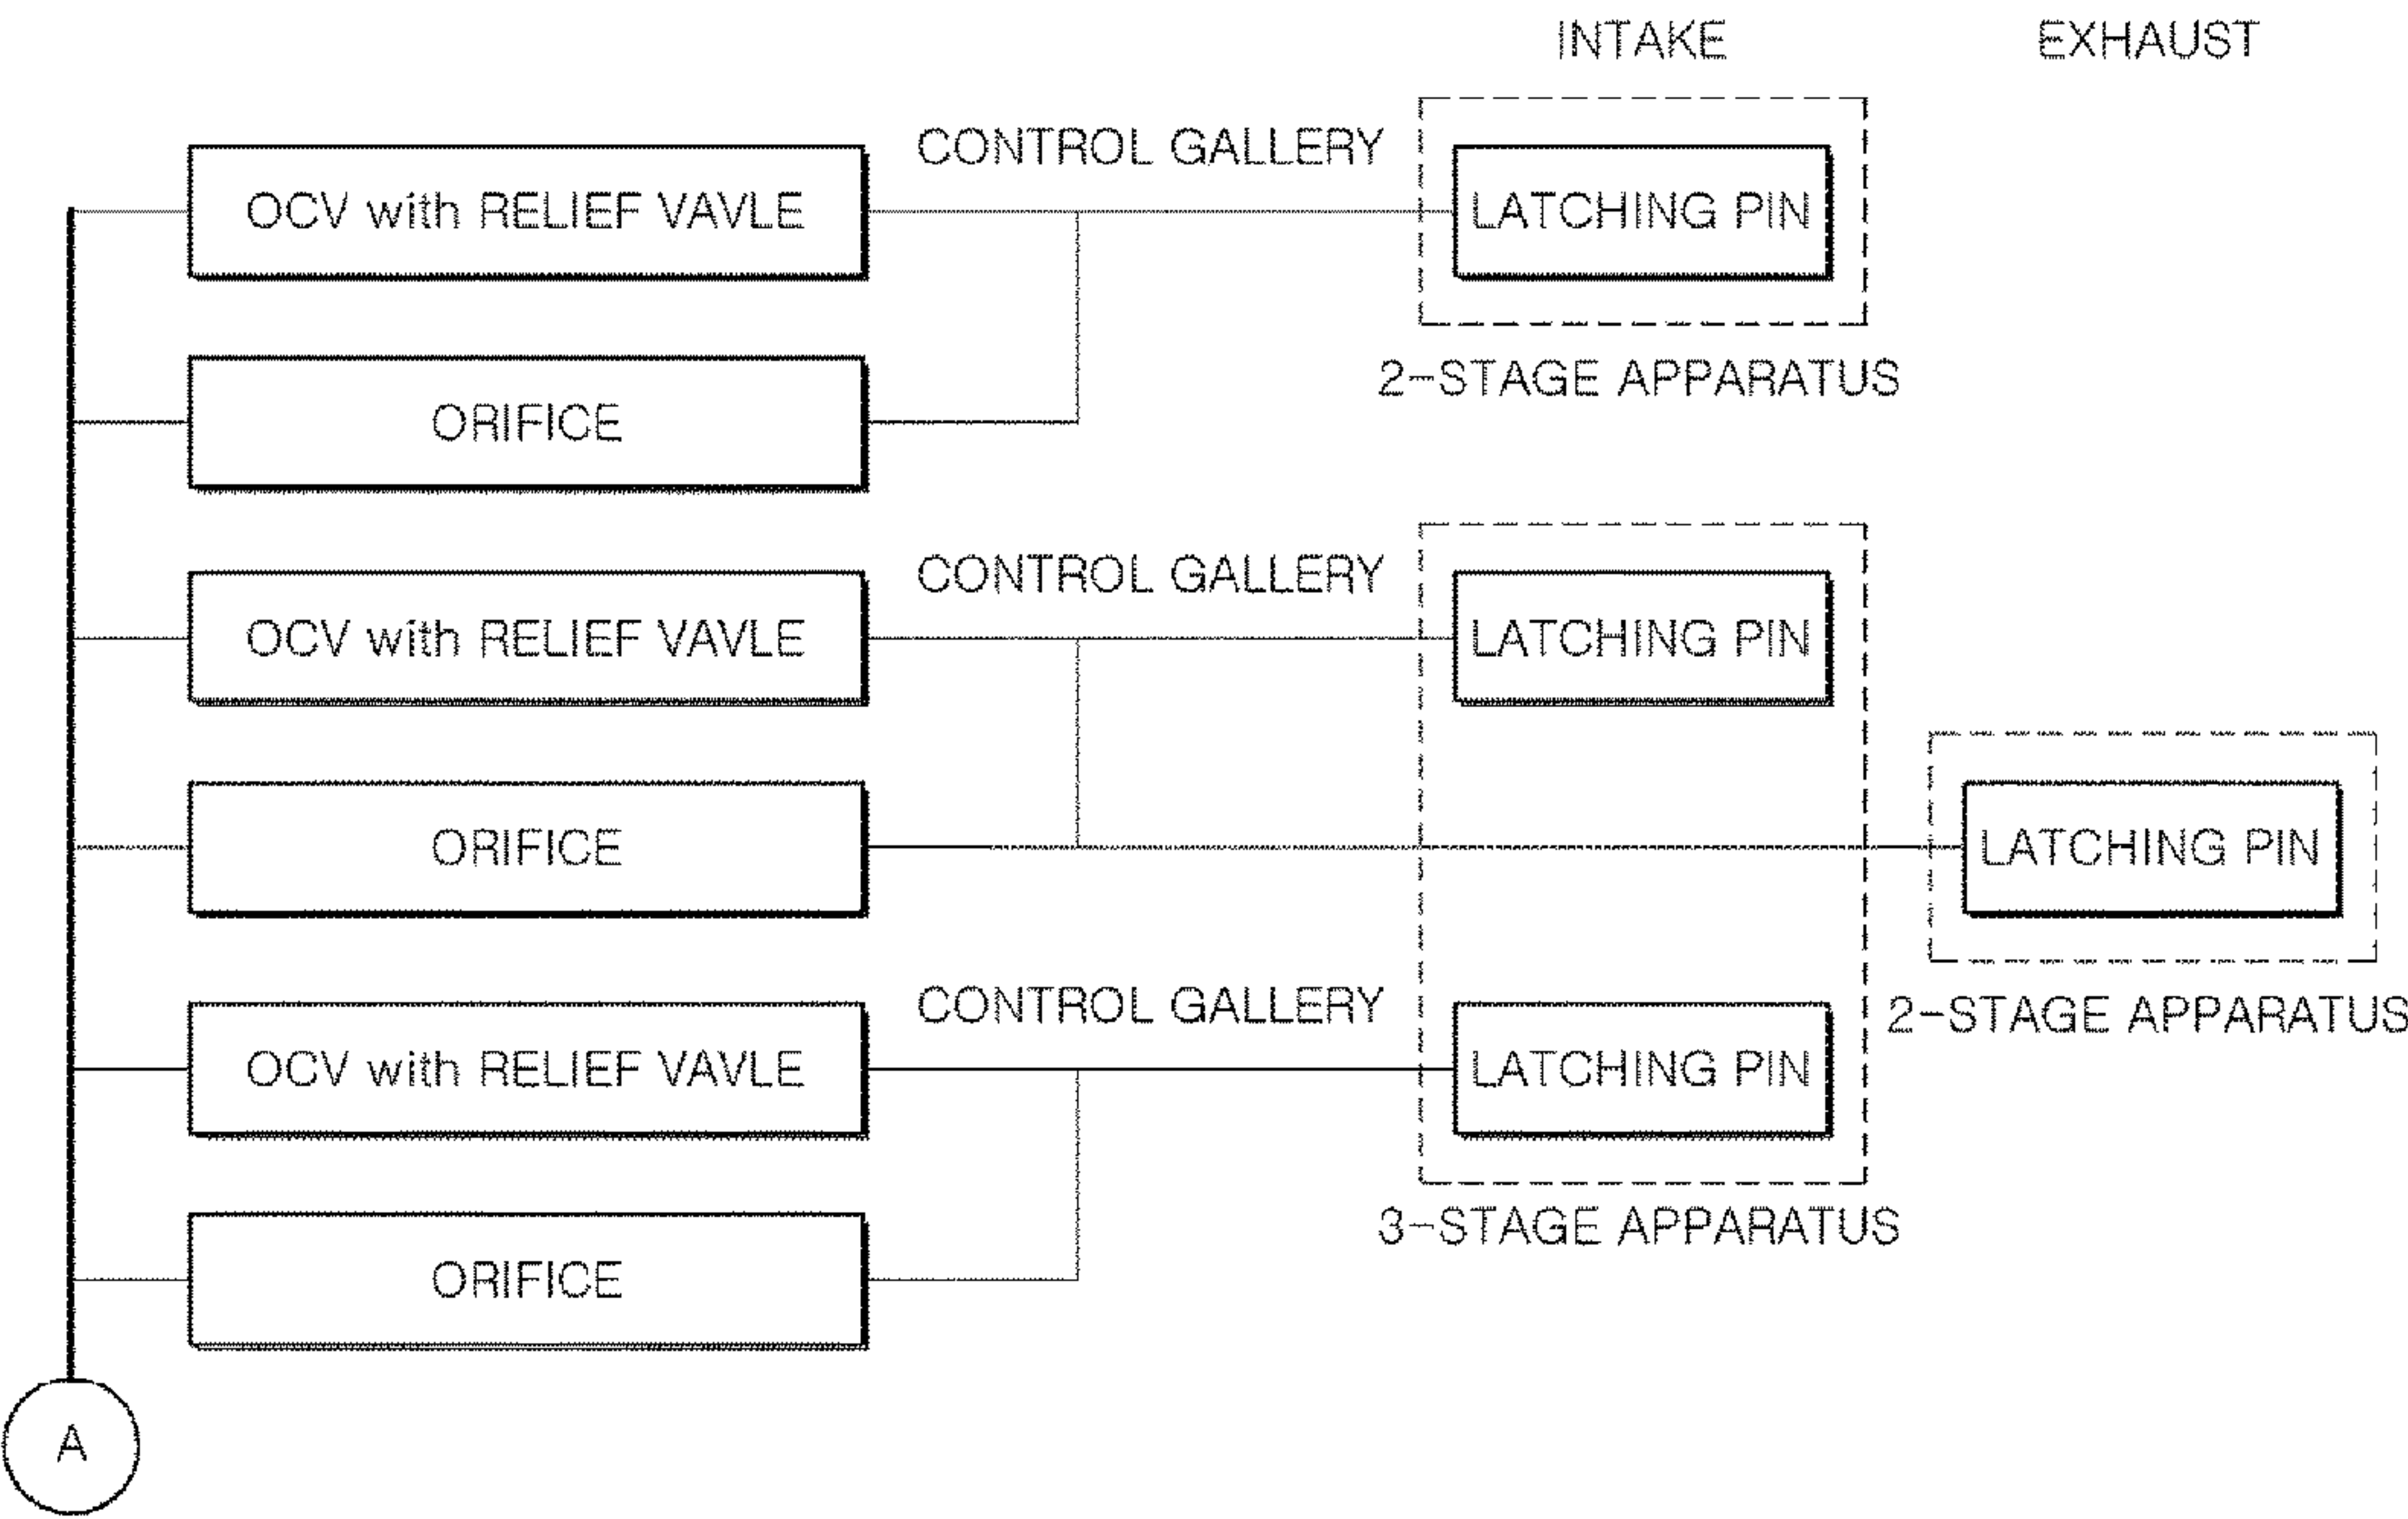 INTAKE
EXHAUST
CONTROL GALLERY
OCV with RELIEF VAVLE
LATCHING PIN
2-STAGE APPARATUS
ORIFICE
CONTROL GALLERY
OCV with RELIEF VAVLE
LATCHING PIN
ORIFICE
LATCHING PIN
CONTROL GALLERY
2-STAGE APPARATUS
OCV with RELIEF VAVLE
LATCHING PIN
3-STAGE APPARATUS
ORIFICE
A